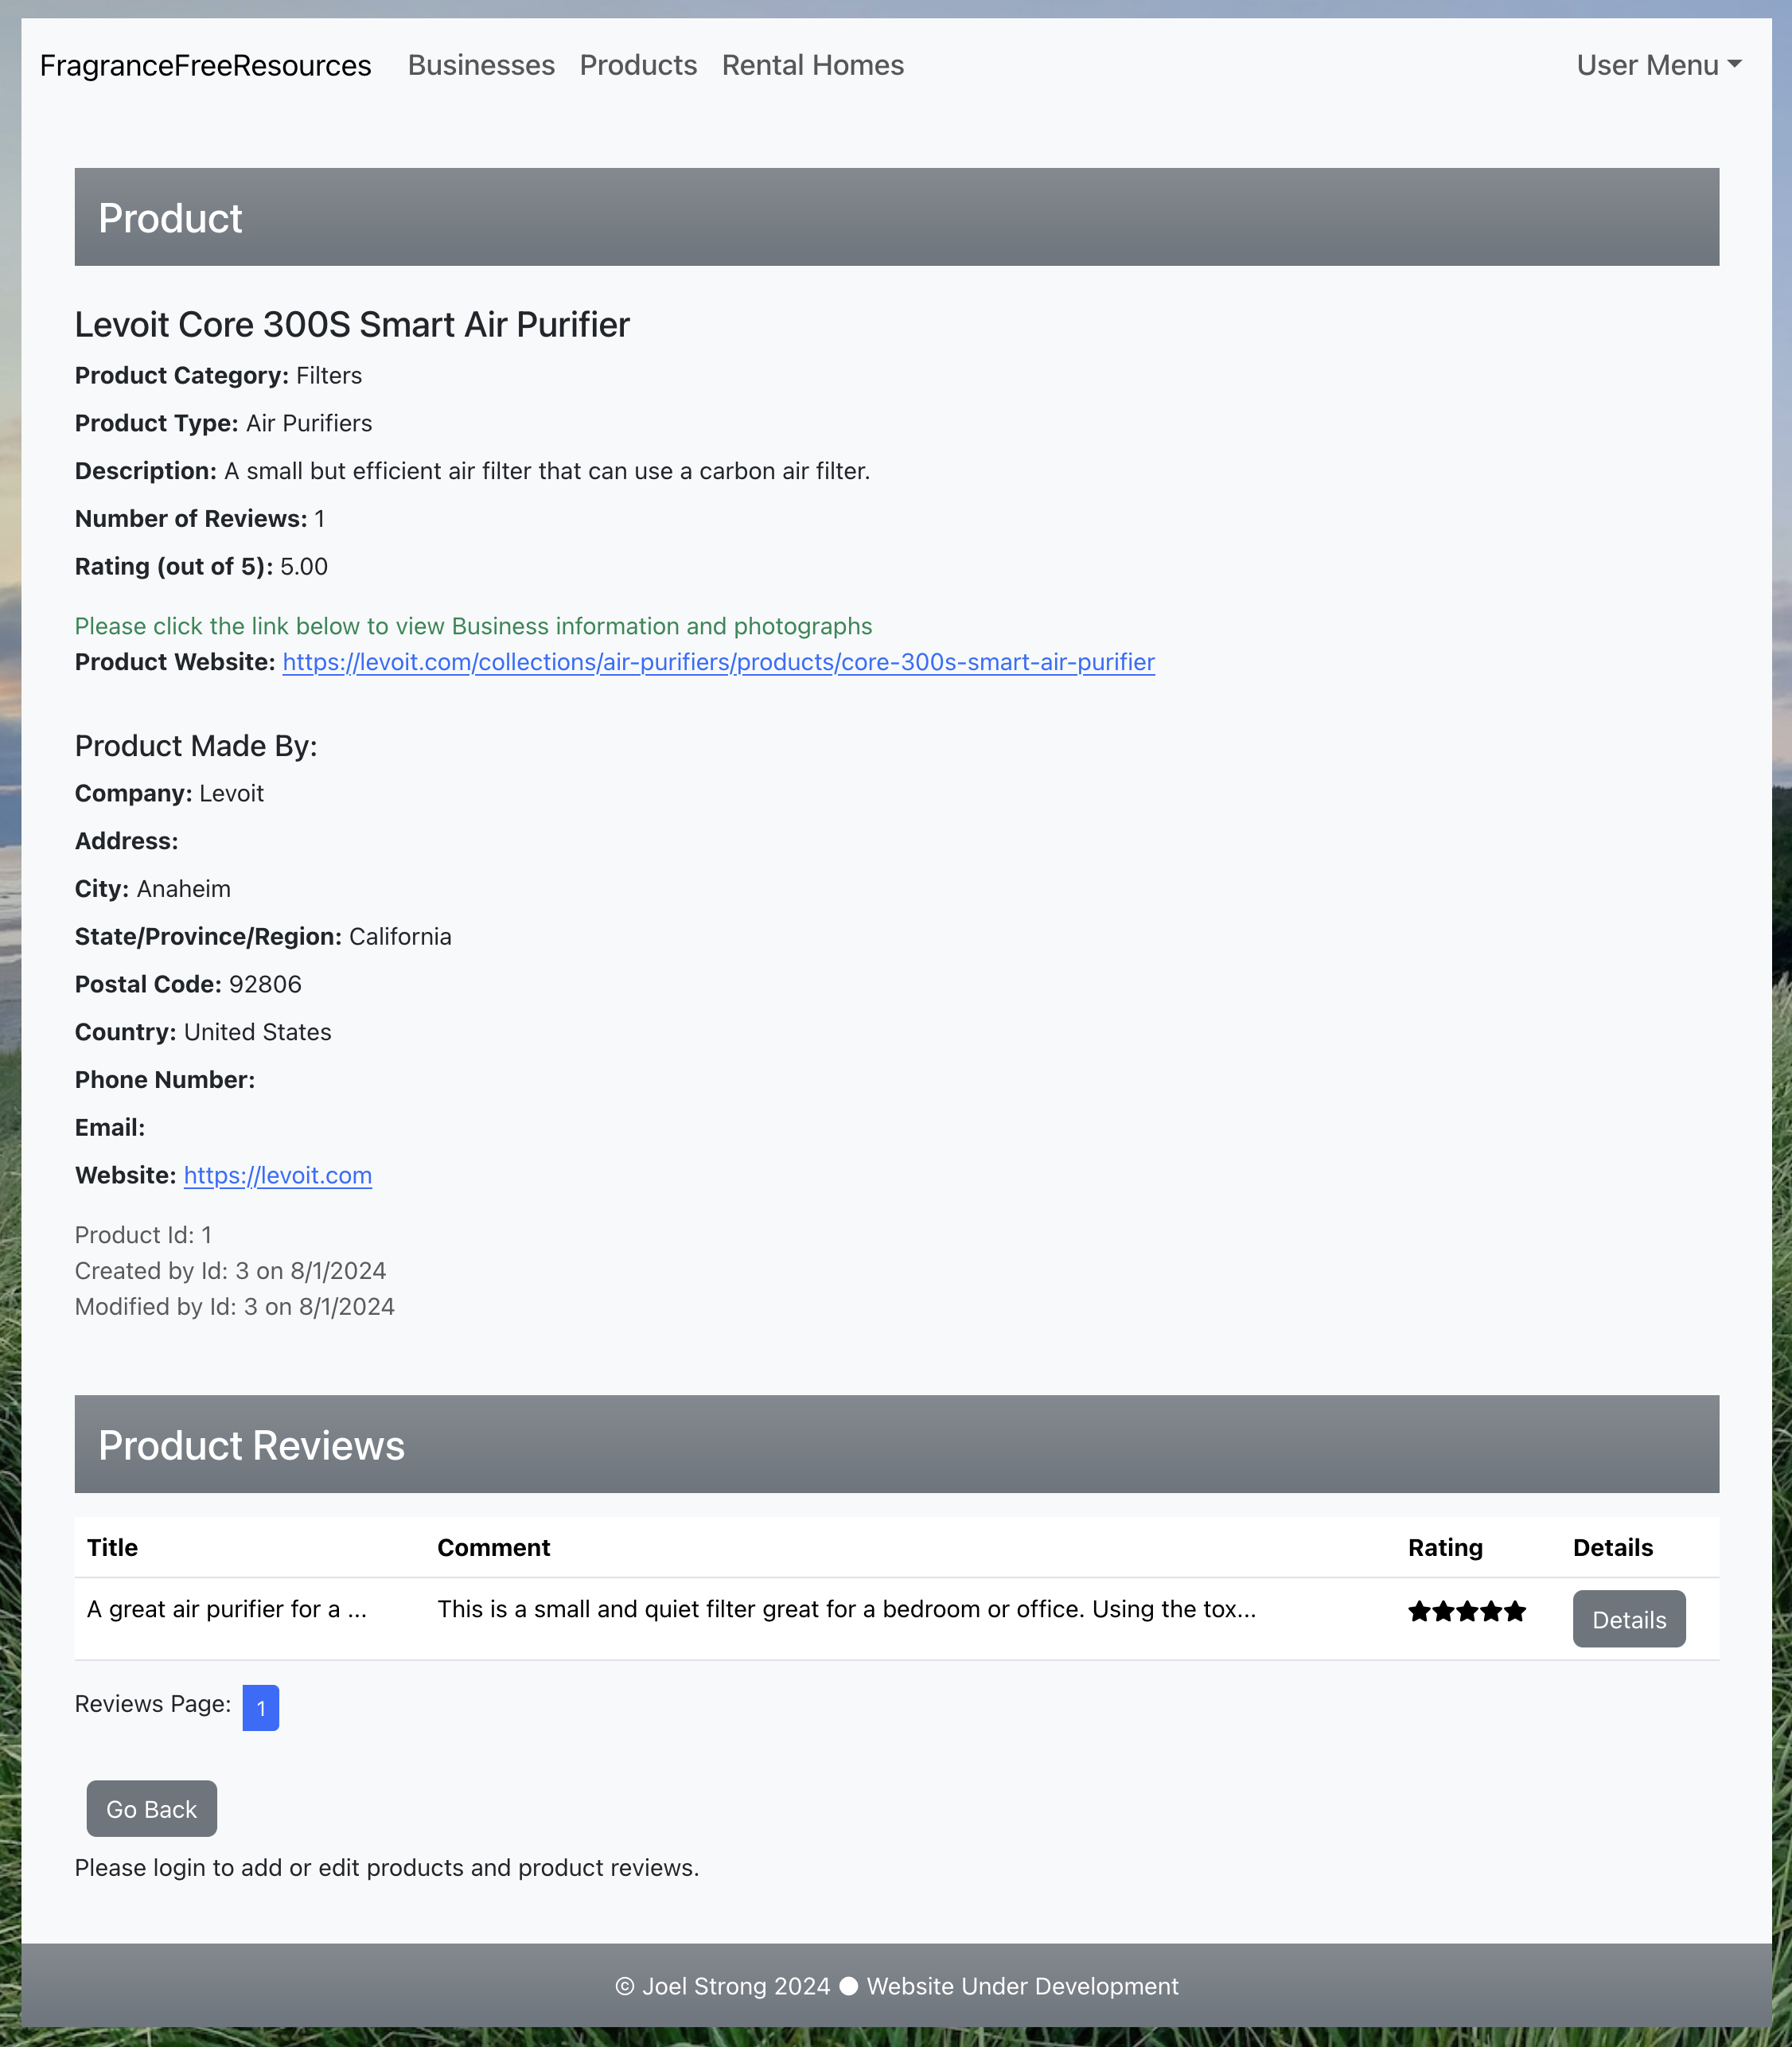 FragranceFreeResources Businesses Products Rental Homes User Menu
Product
Levoit Core 300S Smart Air Purifier
Product Category: Filters
Product Type: Air Purifiers
Description: A small but efficient air filter that can use a carbon air filter.
Number of Reviews: 1
Rating (out of 5): 5.00
Please click the link below to view Business information and photographs
Product Website: https://levoit.com/collections/air-purifiers/products/core-300s-smart-air-purifier
Product Made By:
Company: Levoit
Address:
City: Anaheim
State/Province/Region: California
Postal Code: 92806
Country: United States
Phone Number:
Email:
Website: https://levoit.com
Product Id: 1
Created by Id: 3 on 8/1/2024
Modified by Id: 3 on 8/1/2024
Product Reviews
Title Comment Rating Details
A great air purifier for a ... This is a small and quiet filter great for a bedroom or office. Using the tox... ★★★★★ Details
Reviews Page: 1
Go Back
Please login to add or edit products and product reviews.
© Joel Strong 2024 ● Website Under Development